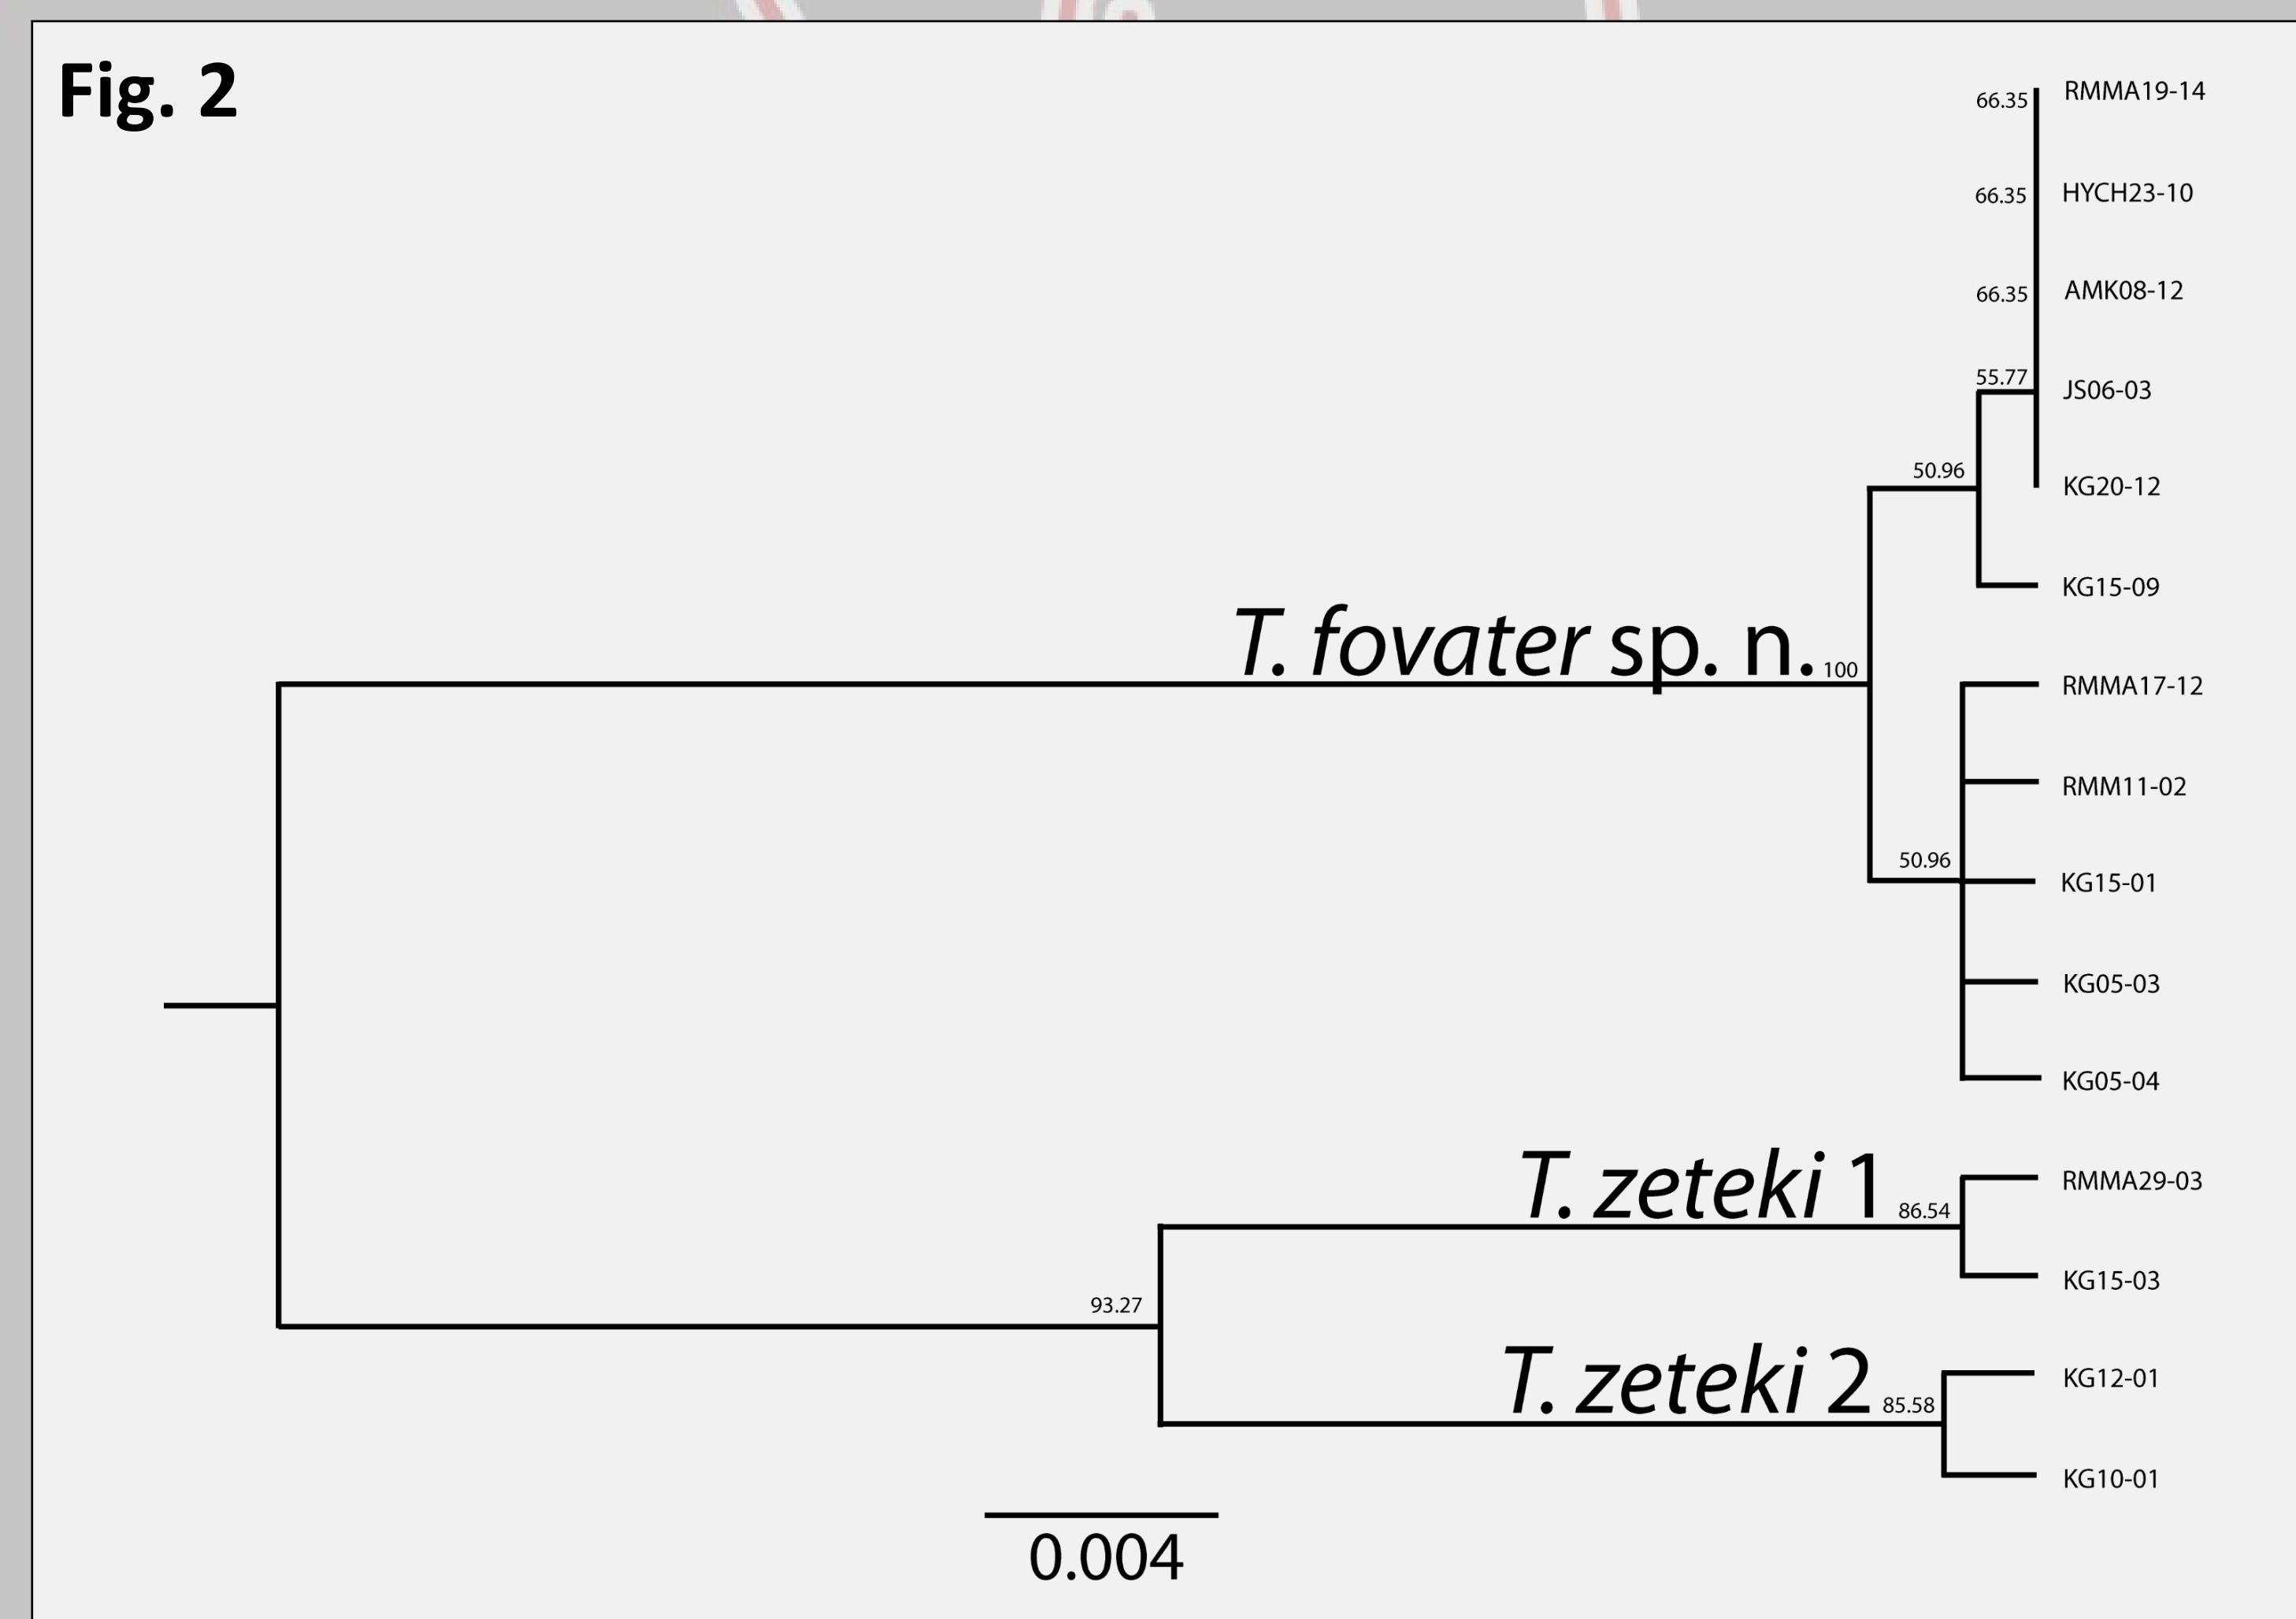 Fig. 2
66.35 RMMA19-14
66.35 HYCH23-10
66.35 AMK08-12
55.77 JS06-03
50.96 KG20-12
KG15-09
T. fovater sp. n. 100 RMMA17-12
RMM11-02
50.96 KG15-01
KG05-03
KG05-04
T. zeteki 1 86.54 RMMA29-03
93.27 KG15-03
T. zeteki 2 85.58 KG12-01
KG10-01
0.004